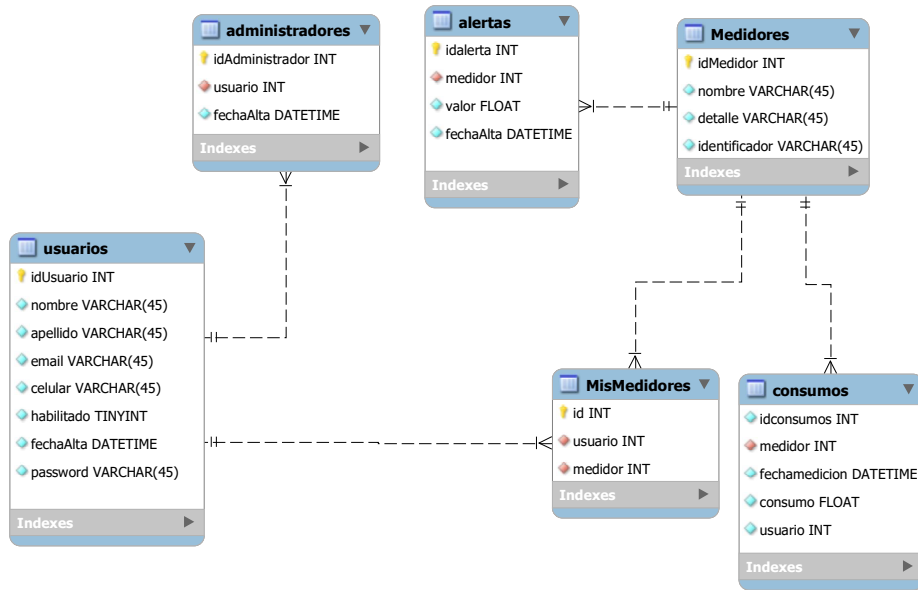 administradores
idAdministrador INT
usuario INT
fechaAlta DATETIME
Indexes
alertas
idalerta INT
medidor INT
valor FLOAT
fechaAlta DATETIME
Indexes
Medidores
idMedidor INT
nombre VARCHAR(45)
detalle VARCHAR(45)
identificador VARCHAR(45)
Indexes
usuarios
idUsuario INT
nombre VARCHAR(45)
apellido VARCHAR(45)
email VARCHAR(45)
celular VARCHAR(45)
habilitado TINYINT
fechaAlta DATETIME
password VARCHAR(45)
Indexes
MisMedidores
id INT
usuario INT
medidor INT
Indexes
consumos
idconsumos INT
medidor INT
fechamedicion DATETIME
consumo FLOAT
usuario INT
Indexes